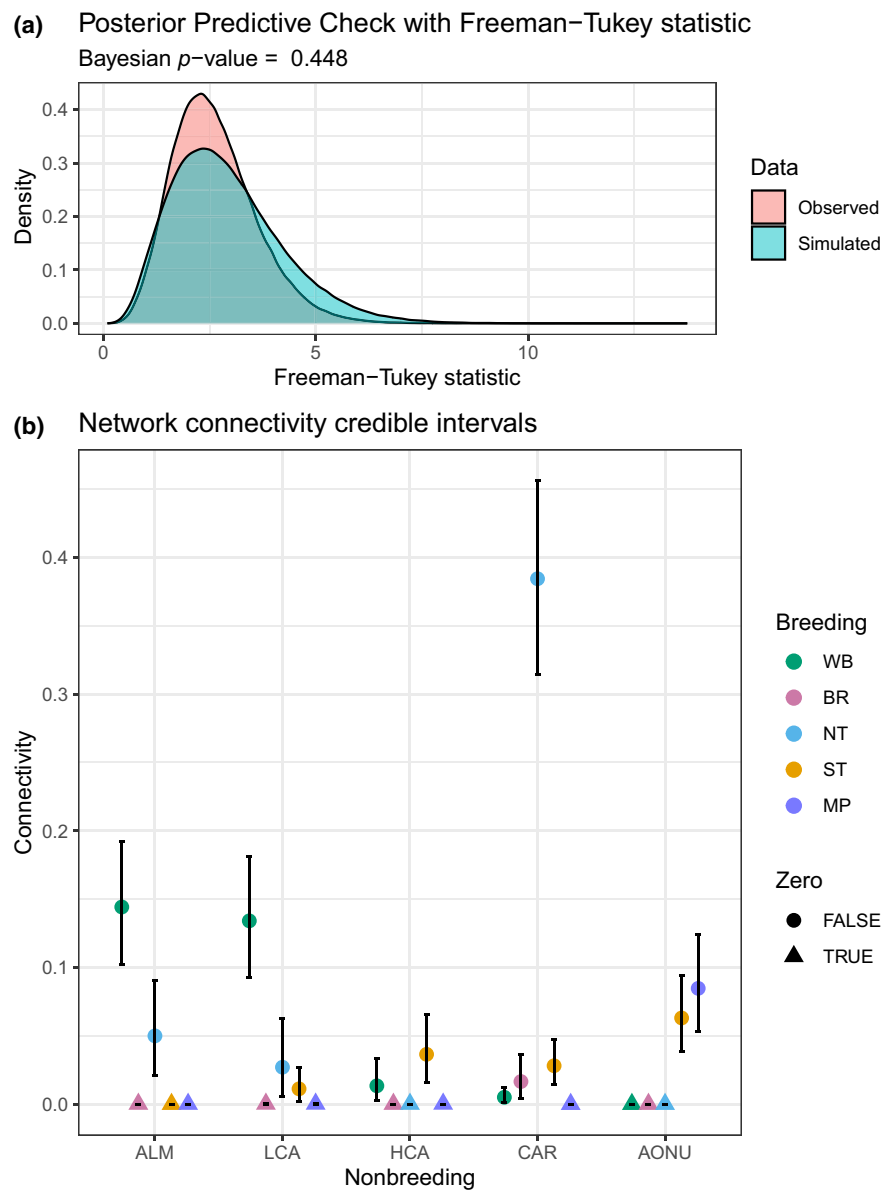 (a) Posterior Predictive Check with Freeman−Tukey statistic
Bayesian p−value = 0.448
0.4
0.3
0.2
0.1
0.0
Density
0 5 10
Freeman−Tukey statistic
Data
Observed
Simulated
(b) Network connectivity credible intervals
0.4
0.3
0.2
0.1
0.0
Connectivity
ALM LCA HCA CAR AONU
Nonbreeding
Breeding
WB
BR
NT
ST
MP
Zero
FALSE
TRUE